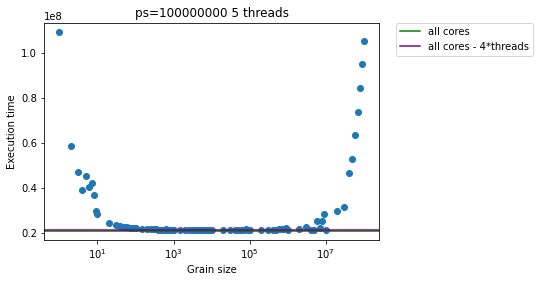 ps=100000000 5 threads
1e8
all cores
all cores - 4*threads
1.0
0.8
0.6
0.4
0.2
Execution time
10^1
10^3
10^5
10^7
Grain size